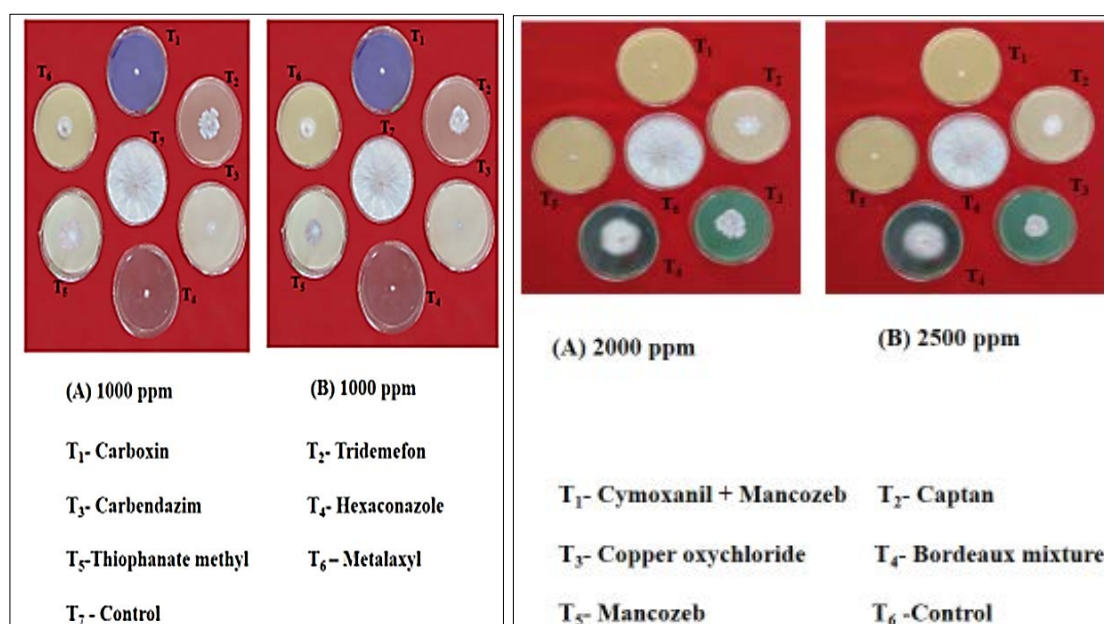 T₁
T₆
T₂
T₇
T₃
T₅
T₄
T₁
T₆
T₂
T₇
T₃
T₅
T₄
(A) 1000 ppm
(B) 1000 ppm
T₁- Carboxin
T₂- Tridemefon
T₃- Carbendazim
T₄- Hexaconazole
T₅-Thiophanate methyl
T₆ – Metalaxyl
T₇ - Control
T₁
T₂
T₅
T₆
T₃
T₄
T₁
T₂
T₅
T₆
T₃
T₄
(A) 2000 ppm
(B) 2500 ppm
T₁- Cymoxanil + Mancozeb
T₂- Captan
T₃- Copper oxychloride
T₄- Bordeaux mixture
T₅- Mancozeb
T₆ -Control